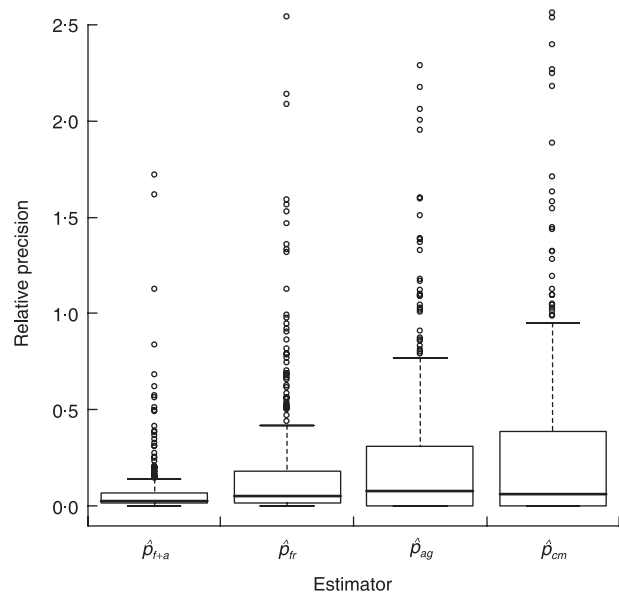 2·5
2·0
1·5
1·0
0·5
0·0
Relative precision
p̂f+a p̂fr p̂ag p̂cm
Estimator